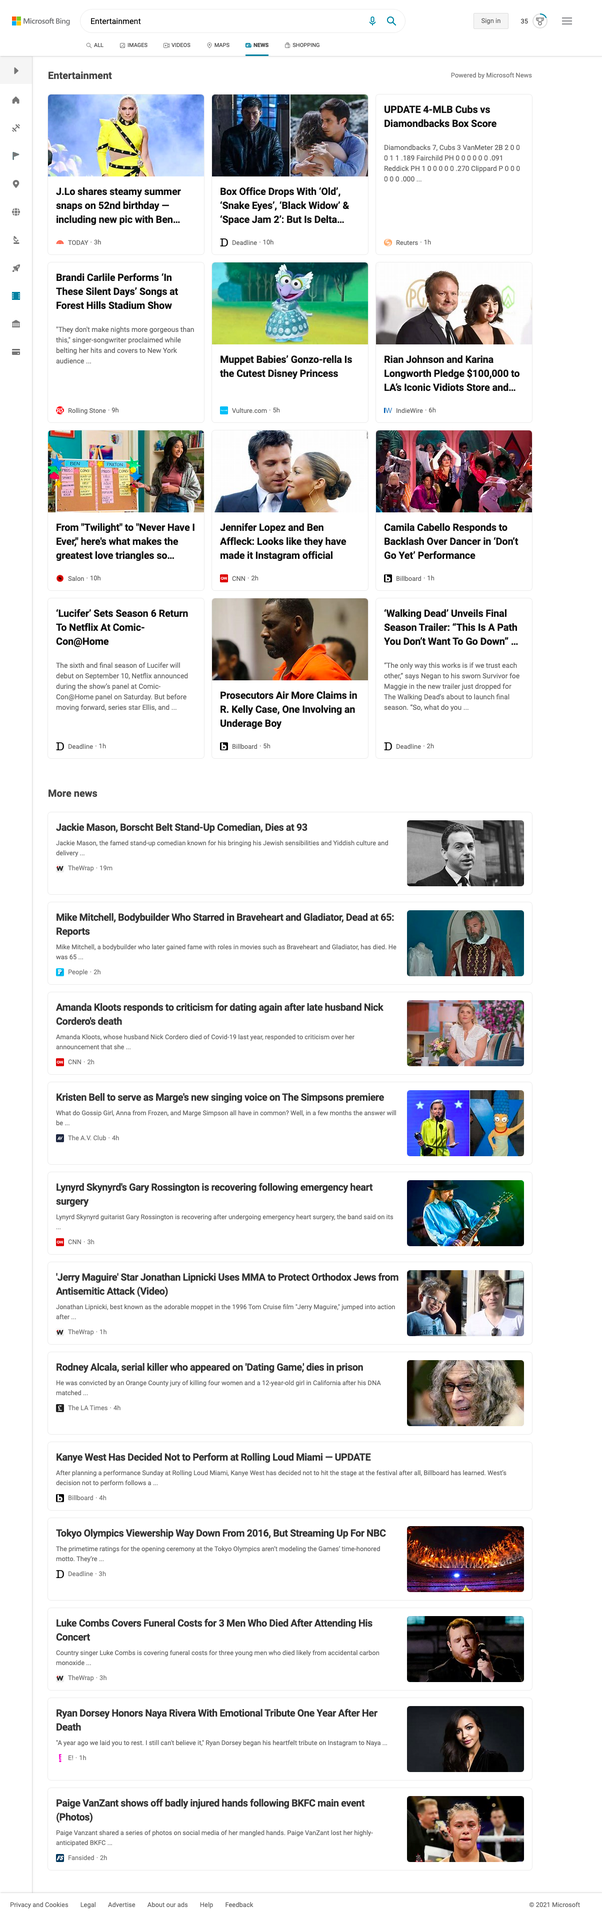 Microsoft Bing
Entertainment
Sign in
35
ALL
IMAGES
VIDEOS
MAPS
NEWS
SHOPPING
Entertainment
Powered by Microsoft News
J.Lo shares steamy summer
snaps on 52nd birthday —
including new pic with Ben...
TODAY · 3h
Box Office Drops With ‘Old’,
‘Snake Eyes’, ‘Black Widow’ &
‘Space Jam 2’: But Is Delta...
Deadline · 10h
UPDATE 4-MLB Cubs vs
Diamondbacks Box Score
Diamondbacks 7, Cubs 3 VanMeter 2B 2 0 0
0 1 1 .189 Fairchild PH 0 0 0 0 0 0 .091
Reddick PH 1 0 0 0 0 0 .270 Clippard P 0 0 0
0 0 0 .000 ...
Reuters · 1h
Brandi Carlile Performs ‘In
These Silent Days’ Songs at
Forest Hills Stadium Show
"They don't make nights more gorgeous than
this," singer-songwriter proclaimed while
belting her hits and covers to New York
audience ...
Rolling Stone · 9h
Muppet Babies’ Gonzo-rella Is
the Cutest Disney Princess
Vulture.com · 5h
Rian Johnson and Karina
Longworth Pledge $100,000 to
LA’s Iconic Vidiots Store and...
IndieWire · 6h
BEN
PAXTON
From "Twilight" to "Never Have I
Ever," here's what makes the
greatest love triangles so...
Salon · 10h
Jennifer Lopez and Ben
Affleck: Looks like they have
made it Instagram official
CNN · 2h
Camila Cabello Responds to
Backlash Over Dancer in ‘Don’t
Go Yet’ Performance
Billboard · 1h
‘Lucifer’ Sets Season 6 Return
To Netflix At Comic-
Con@Home
The sixth and final season of Lucifer will
debut on September 10, Netflix announced
during the show's panel at Comic-
Con@Home panel on Saturday. But before
moving forward, series star Ellis, and ...
Deadline · 1h
Prosecutors Air More Claims in
R. Kelly Case, One Involving an
Underage Boy
Billboard · 5h
‘Walking Dead’ Unveils Final
Season Trailer: “This Is A Path
You Don’t Want To Go Down” ...
“The only way this works is if we trust each
other,” says Negan to his sworn Survivor foe
Maggie in the new trailer just dropped for
The Walking Dead's about to launch final
season. “So, what do you ...
Deadline · 2h
More news
Jackie Mason, Borscht Belt Stand-Up Comedian, Dies at 93
Jackie Mason, the famed stand-up comedian known for his bringing his Jewish sensibilities and Yiddish culture and
delivery ...
TheWrap · 19m
Mike Mitchell, Bodybuilder Who Starred in Braveheart and Gladiator, Dead at 65:
Reports
Mike Mitchell, a bodybuilder who later gained fame with roles in movies such as Braveheart and Gladiator, has died. He
was 65 ...
People · 2h
Amanda Kloots responds to criticism for dating again after late husband Nick
Cordero's death
Amanda Kloots, whose husband Nick Cordero died of Covid-19 last year, responded to criticism over her
announcement that she ...
CNN · 2h
Kristen Bell to serve as Marge's new singing voice on The Simpsons premiere
What do Gossip Girl, Anna from Frozen, and Marge Simpson all have in common? Well, in a few months the answer will
be ...
The A.V. Club · 4h
Lynyrd Skynyrd's Gary Rossington is recovering following emergency heart
surgery
Lynyrd Skynyrd guitarist Gary Rossington is recovering after undergoing emergency heart surgery, the band said on its
...
CNN · 3h
'Jerry Maguire' Star Jonathan Lipnicki Uses MMA to Protect Orthodox Jews from
Antisemitic Attack (Video)
Jonathan Lipnicki, best known as the adorable moppet in the 1996 Tom Cruise film "Jerry Maguire," jumped into action
after ...
TheWrap · 1h
Rodney Alcala, serial killer who appeared on 'Dating Game,' dies in prison
He was convicted by an Orange County jury of killing four women and a 12-year-old girl in California after his DNA
matched ...
The LA Times · 4h
Kanye West Has Decided Not to Perform at Rolling Loud Miami — UPDATE
After planning a performance Sunday at Rolling Loud Miami, Kanye West has decided not to hit the stage at the festival after all, Billboard has learned. West's
decision not to perform follows a ...
Billboard · 4h
Tokyo Olympics Viewership Way Down From 2016, But Streaming Up For NBC
The primetime ratings for the opening ceremony at the Tokyo Olympics aren't modeling the Games' time-honored
motto. They're ...
Deadline · 3h
Luke Combs Covers Funeral Costs for 3 Men Who Died After Attending His
Concert
Country singer Luke Combs is covering funeral costs for three young men who died likely from accidental carbon
monoxide ...
TheWrap · 3h
Ryan Dorsey Honors Naya Rivera With Emotional Tribute One Year After Her
Death
"A year ago we laid you to rest. I still can't believe it," Ryan Dorsey began his heartfelt tribute on Instagram to Naya ...
E! · 1h
Paige VanZant shows off badly injured hands following BKFC main event
(Photos)
Paige Vanzant shared a series of photos on social media of her mangled hands. Paige VanZant lost her highly-
anticipated BKFC ...
Fansided · 2h
Privacy and Cookies
Legal
Advertise
About our ads
Help
Feedback
© 2021 Microsoft